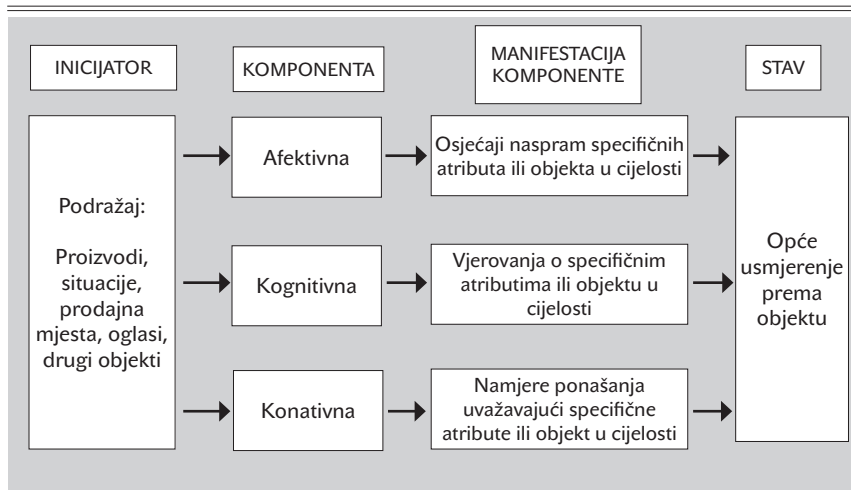 INICIJATOR
KOMPONENTA
MANIFESTACIJA
KOMPONENTE
STAV
Podražaj:
Proizvodi,
situacije,
prodajna
mjesta, oglasi,
drugi objekti
Afektivna
Osjećaji naspram specifičnih
atributa ili objekta u cijelosti
Kognitivna
Vjerovanja o specifičnim
atributima ili objektu u
cijelosti
Konativna
Namjere ponašanja
uvažavajući specifične
atribute ili objekt u cijelosti
Opće
usmjerenje
prema
objektu